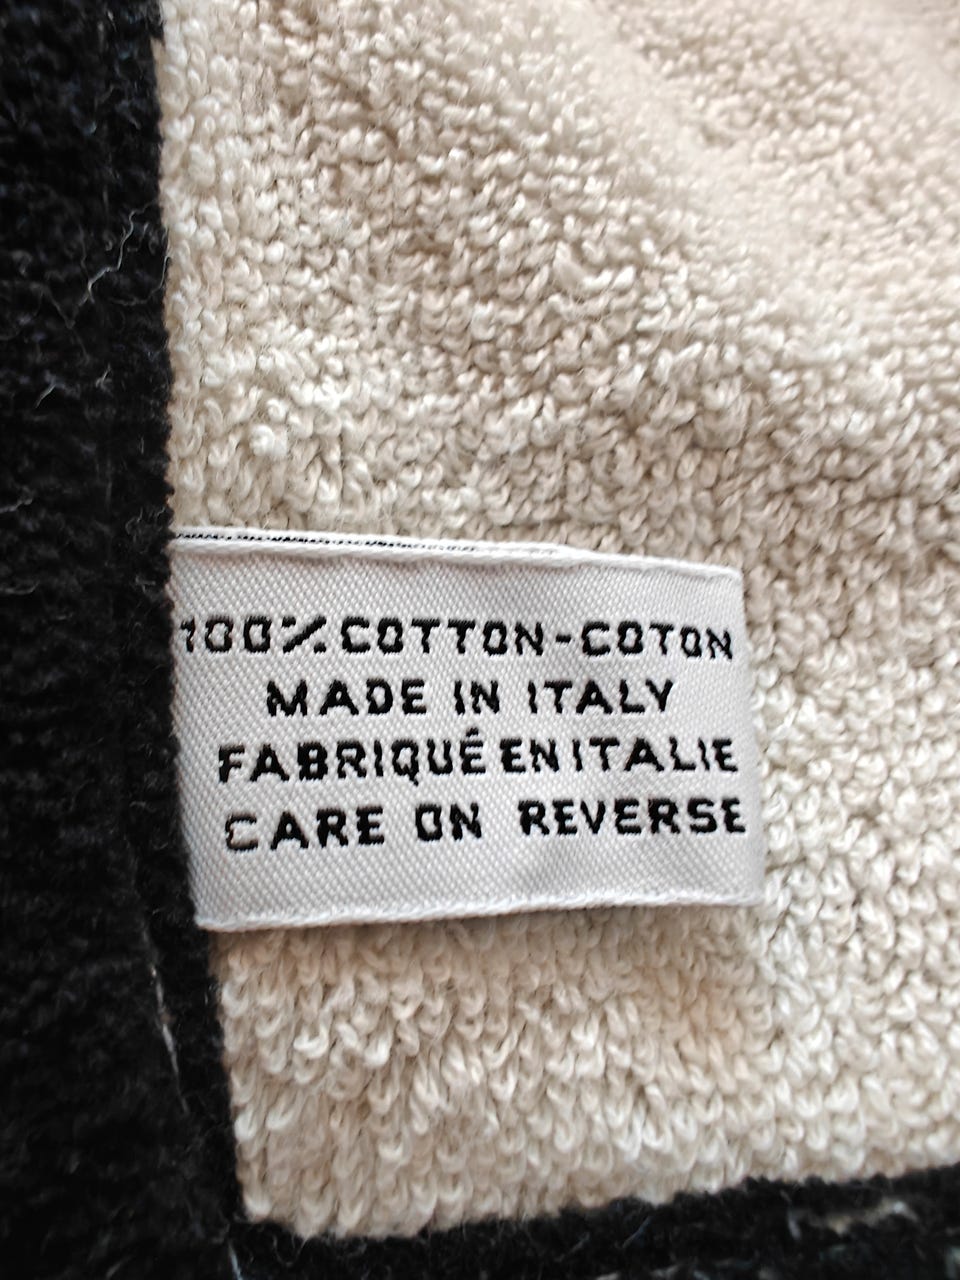 100% COTTON-COTON
MADE IN ITALY
FABRIQUÉ EN ITALIE
CARE ON REVERSE